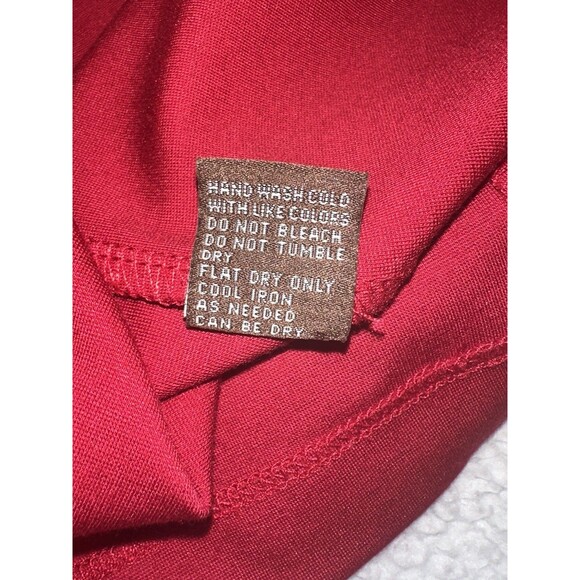 HAND WASH COLD
WITH LIKE COLORS
DO NOT BLEACH
DO NOT TUMBLE
DRY
FLAT DRY ONLY
COOL IRON
AS NEEDED
CAN BE DRY